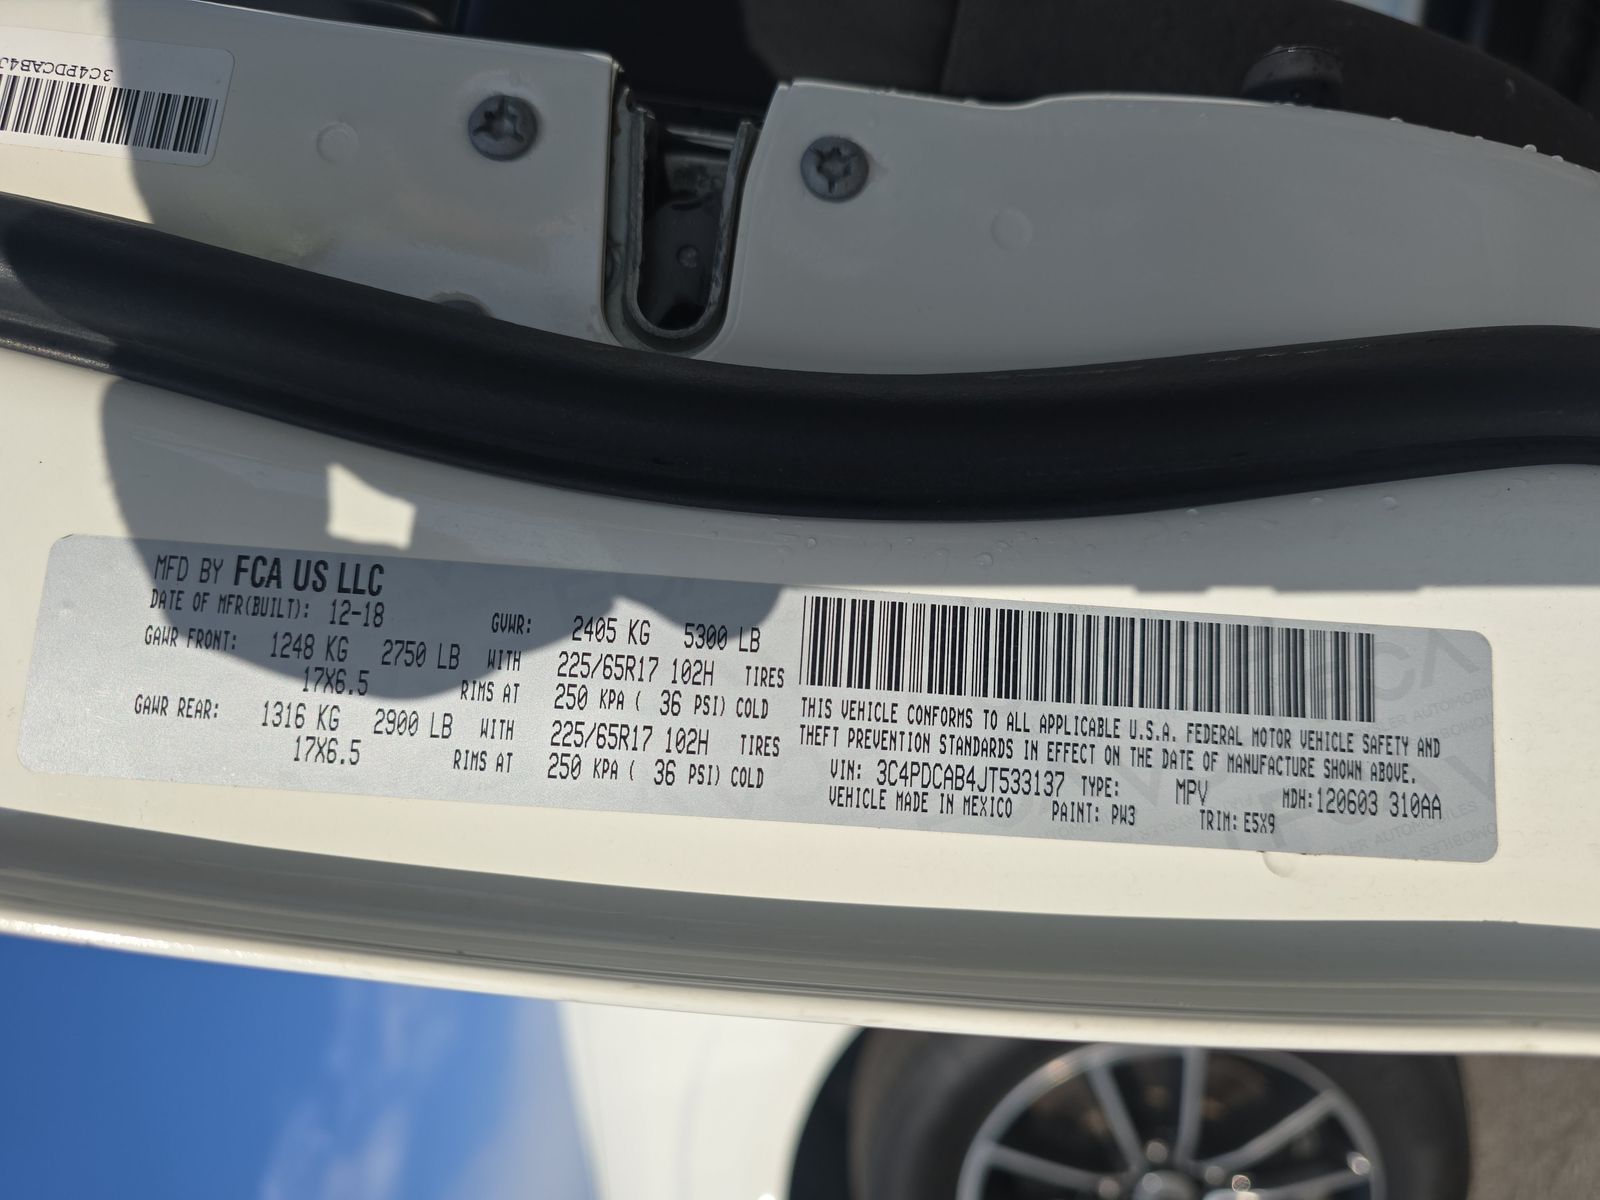 3C4PDCAB4J
MFD BY FCA US LLC
DATE OF MFR(BUILT): 12-18 GVWR: 2405 KG 5300 LB
GAWR FRONT: 1248 KG 2750 LB WITH 225/65R17 102H TIRES
17X6.5 RIMS AT 250 KPA ( 36 PSI) COLD
GAWR REAR: 1316 KG 2900 LB WITH 225/65R17 102H TIRES
17X6.5 RIMS AT 250 KPA ( 36 PSI) COLD
THIS VEHICLE CONFORMS TO ALL APPLICABLE U.S.A. FEDERAL MOTOR VEHICLE SAFETY AND
THEFT PREVENTION STANDARDS IN EFFECT ON THE DATE OF MANUFACTURE SHOWN ABOVE.
VIN: 3C4PDCAB4JT533137 TYPE: MPV MDH:120603 310AA
VEHICLE MADE IN MEXICO PAINT: PW3 TRIM: E5X9